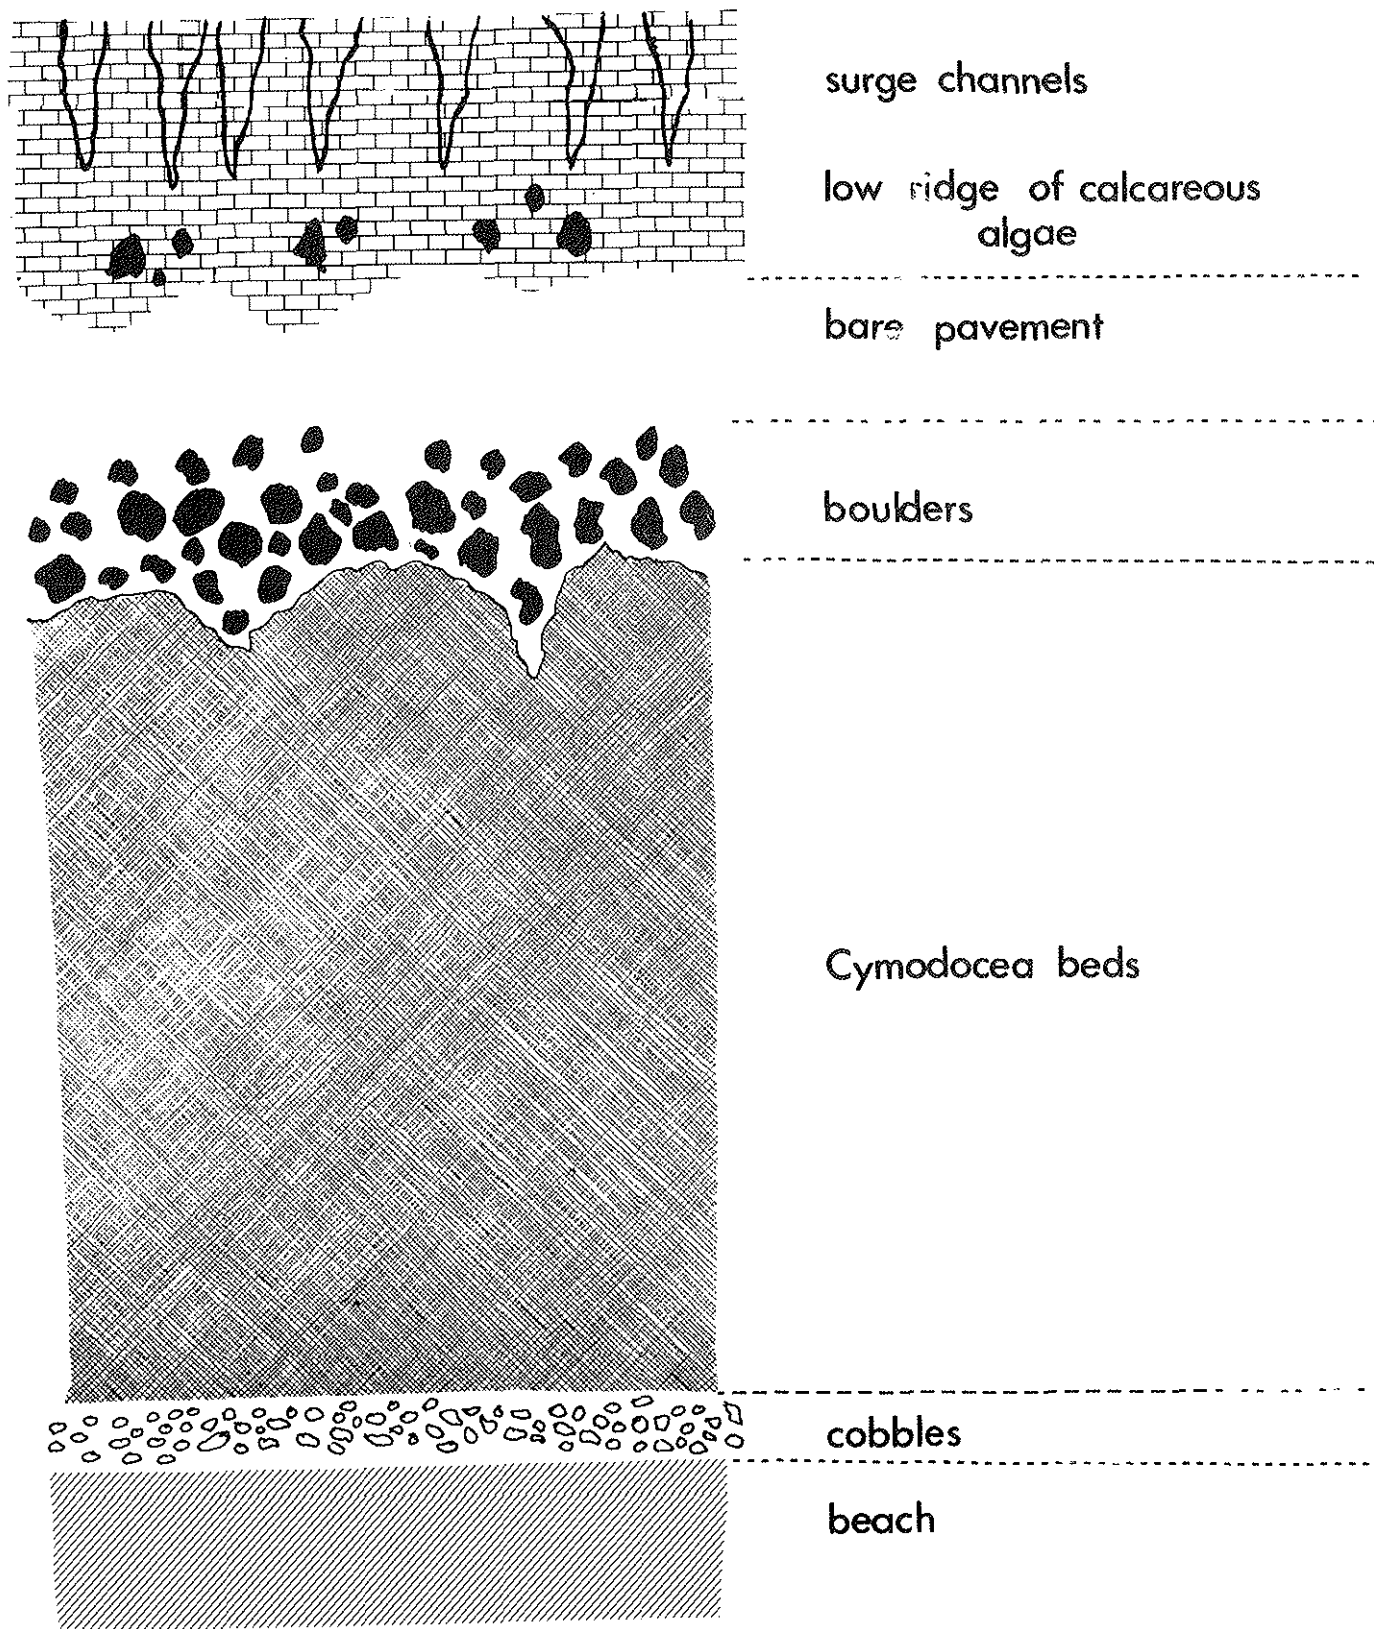 surge channels
low ridge of calcareous
algae
bare pavement
boulders
Cymodocea beds
cobbles
beach